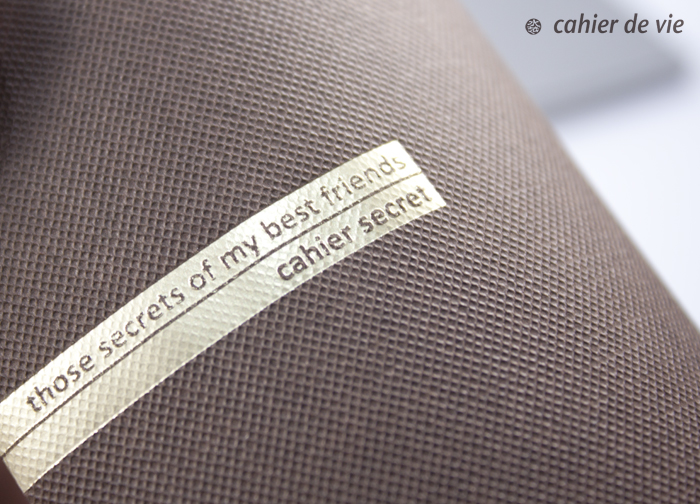 cahier de vie
those secrets of my best friends
cahier secret